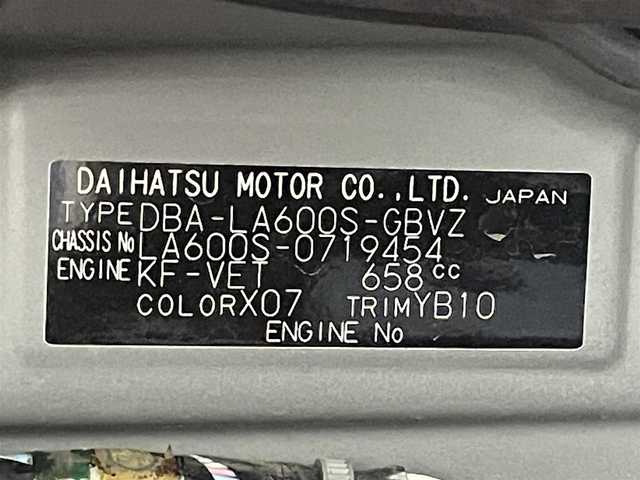 DAIHATSU MOTOR CO.,LTD. JAPAN
TYPE DBA-LA600S-GBVZ
CHASSIS No LA600S-0719454
ENGINE KF-VET 658cc
COLOR X07 TRIM YB10
ENGINE No